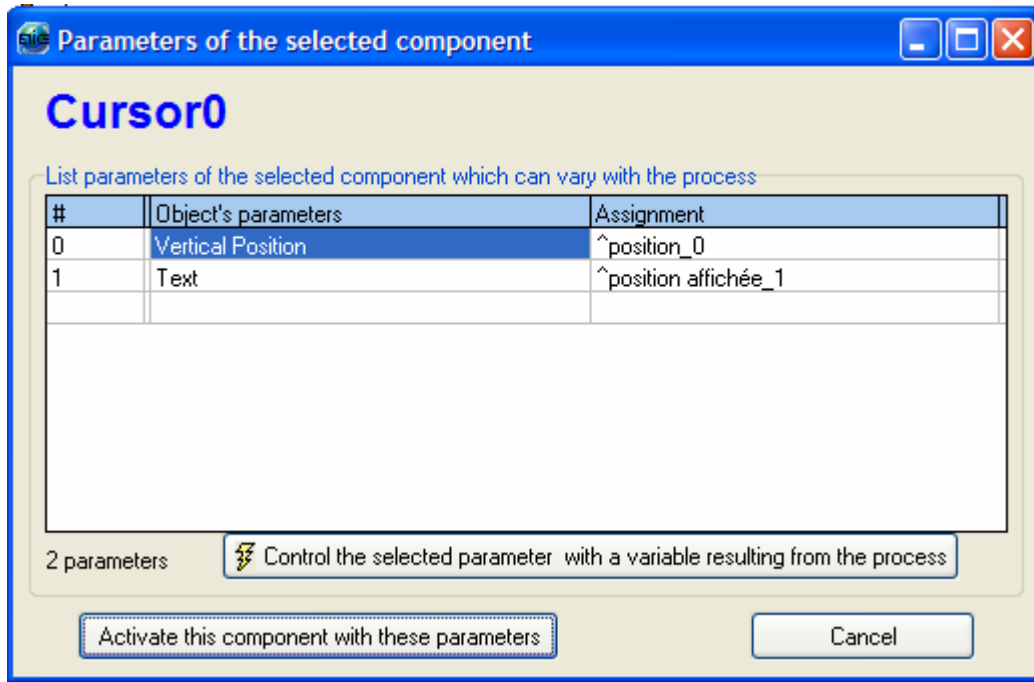 Parameters of the selected component
Cursor0
List parameters of the selected component which can vary with the process
# Object's parameters Assignment
0 Vertical Position ^position_0
1 Text ^position affichée_1
2 parameters Control the selected parameter with a variable resulting from the process
Activate this component with these parameters Cancel